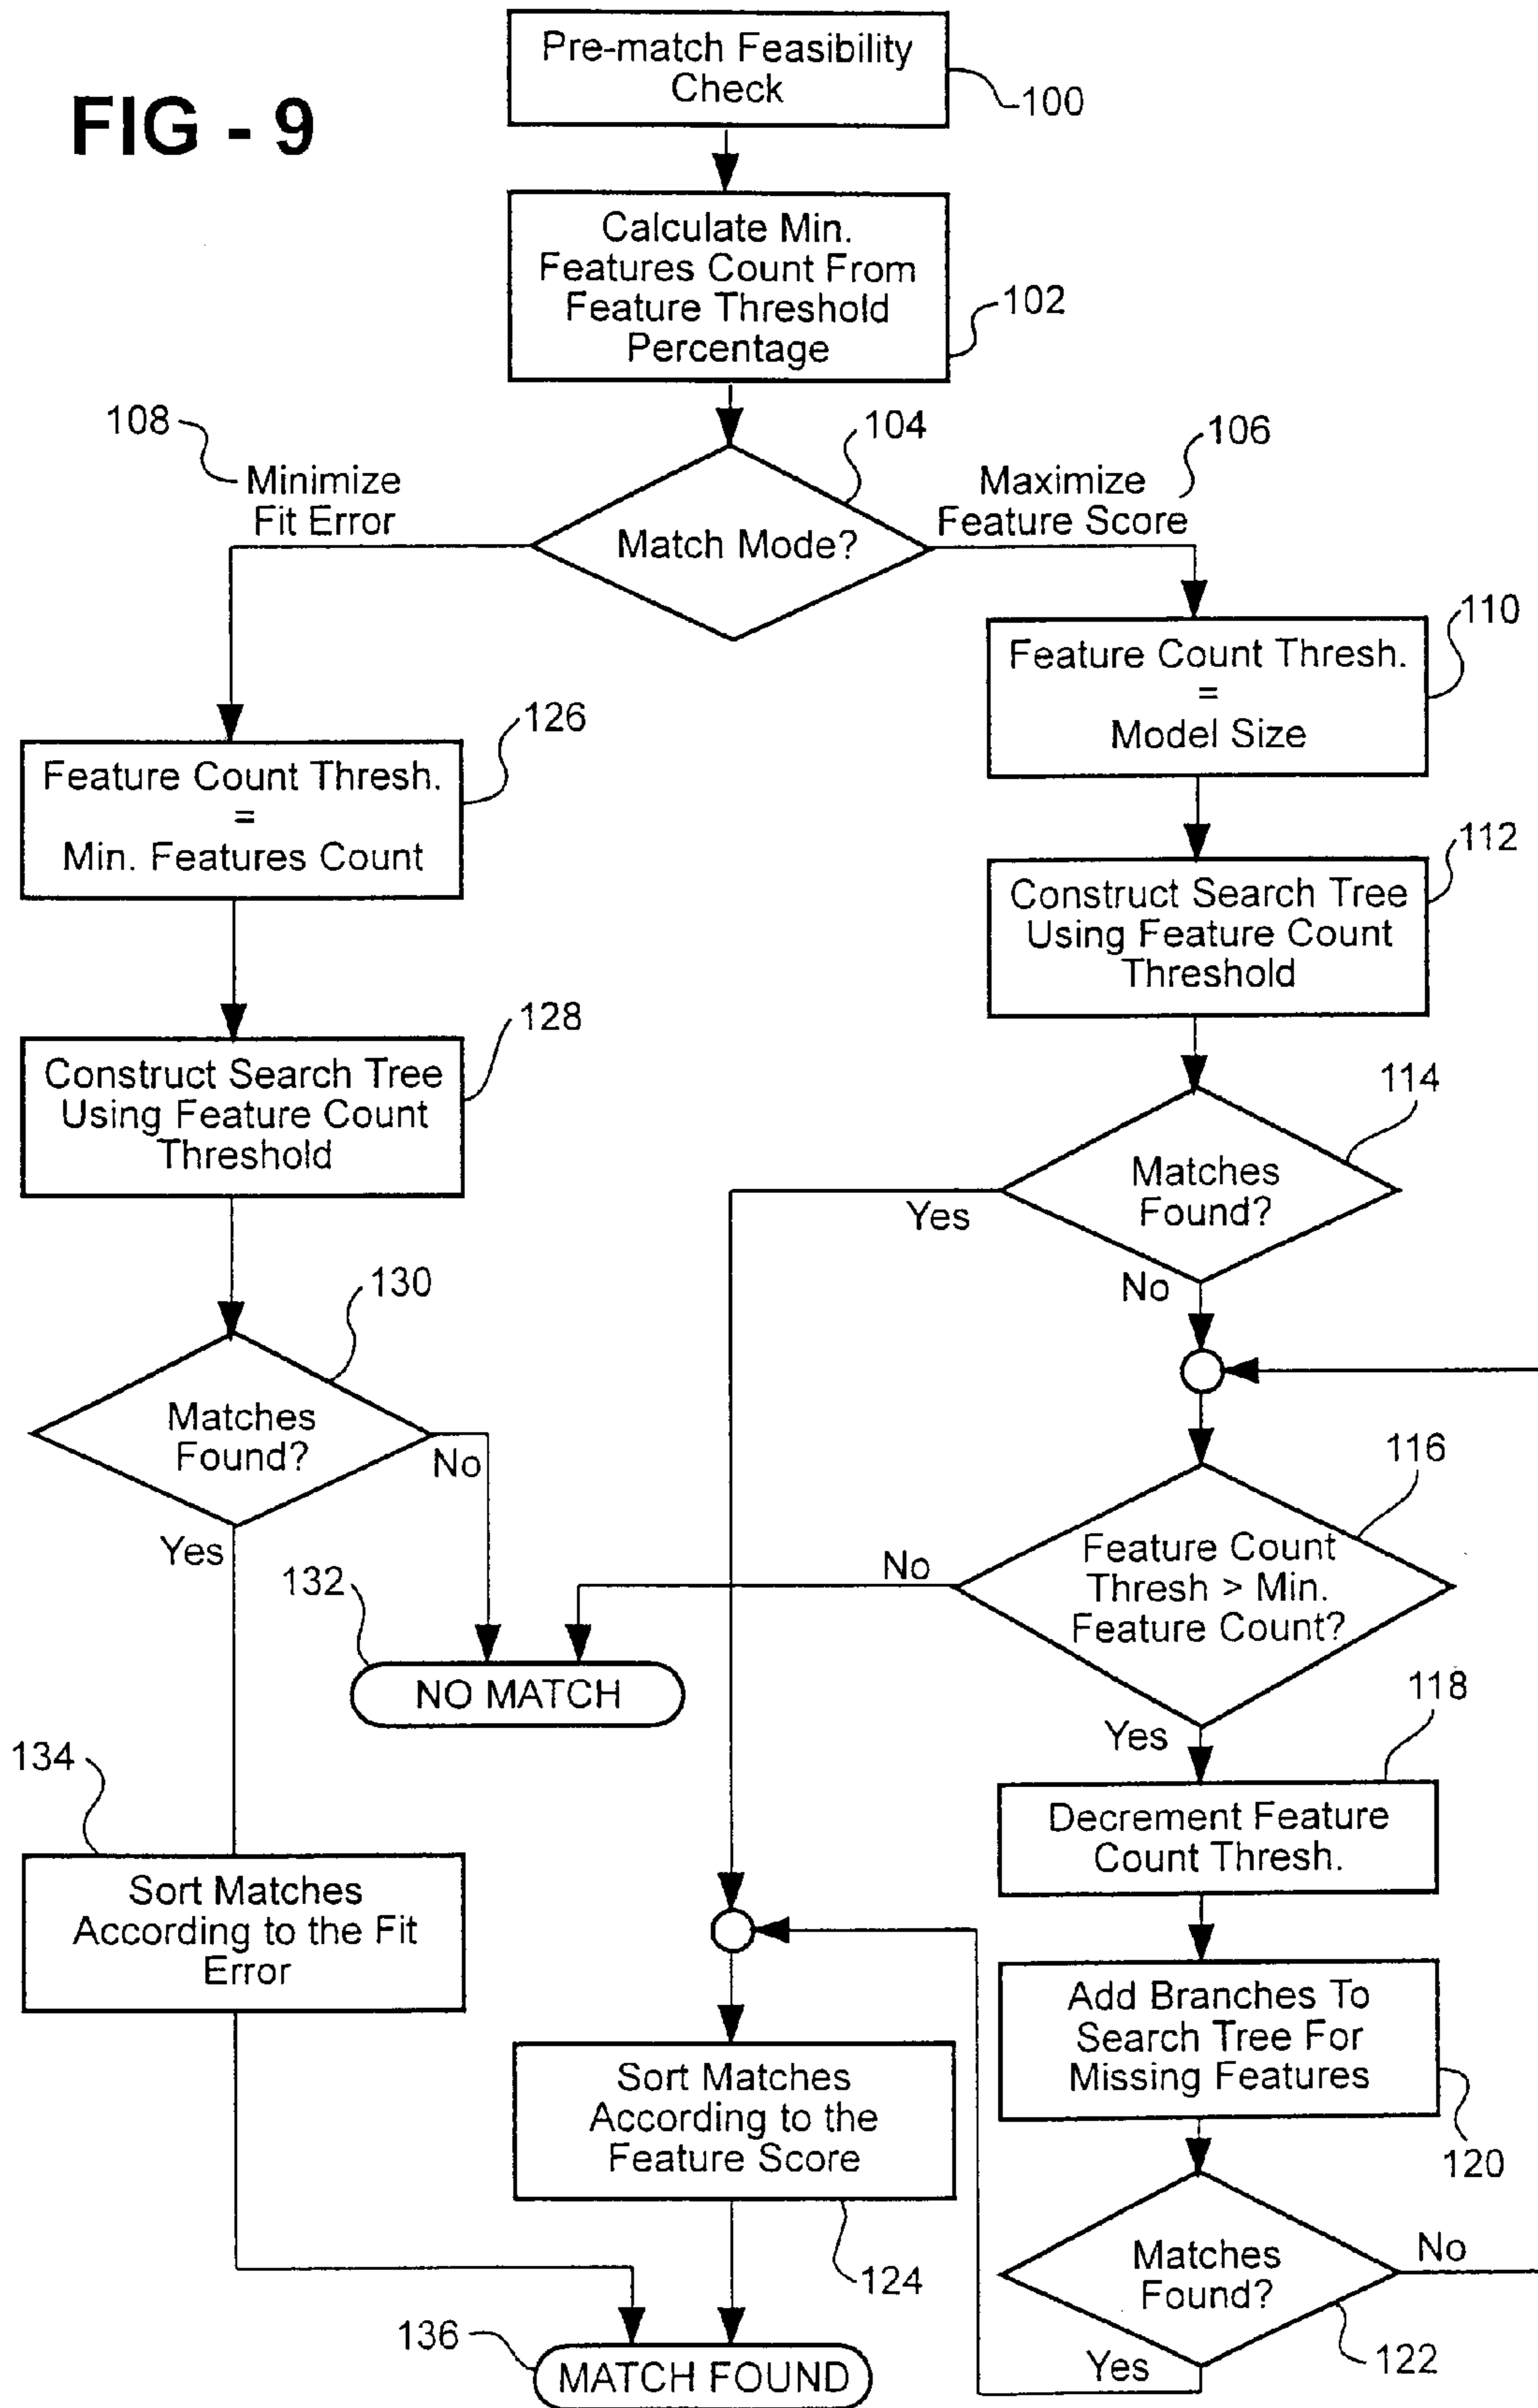 FIG - 9
Pre-match Feasibility
Check
100
Calculate Min.
Features Count From
Feature Threshold
Percentage
102
108
Minimize
Fit Error
104
Match Mode?
106
Maximize
Feature Score
110
Feature Count Thresh.
=
Model Size
126
Feature Count Thresh.
=
Min. Features Count
112
Construct Search Tree
Using Feature Count
Threshold
128
Construct Search Tree
Using Feature Count
Threshold
114
Matches
Found?
Yes
No
130
Matches
Found?
No
Yes
116
Feature Count
Thresh > Min.
Feature Count?
No
Yes
132
NO MATCH
118
Decrement Feature
Count Thresh.
134
Sort Matches
According to the Fit
Error
Add Branches To
Search Tree For
Missing Features
120
Sort Matches
According to the
Feature Score
124
Matches
Found?
No
Yes
122
136
MATCH FOUND